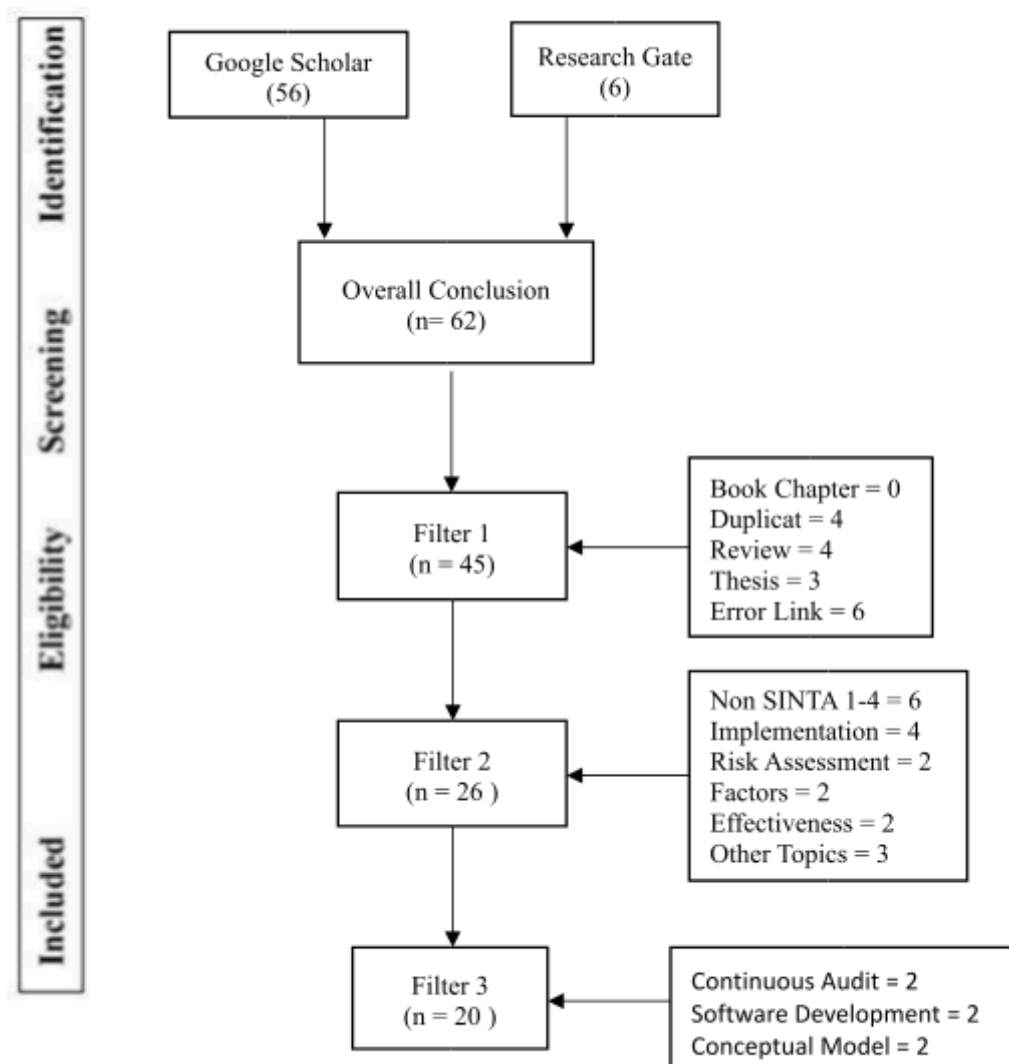 Identification
Screening
Eligibility
Included
Google Scholar
(56)
Research Gate
(6)
Overall Conclusion
(n= 62)
Filter 1
(n = 45)
Book Chapter = 0
Duplicat = 4
Review = 4
Thesis = 3
Error Link = 6
Filter 2
(n = 26 )
Non SINTA 1-4 = 6
Implementation = 4
Risk Assessment = 2
Factors = 2
Effectiveness = 2
Other Topics = 3
Filter 3
(n = 20 )
Continuous Audit = 2
Software Development = 2
Conceptual Model = 2